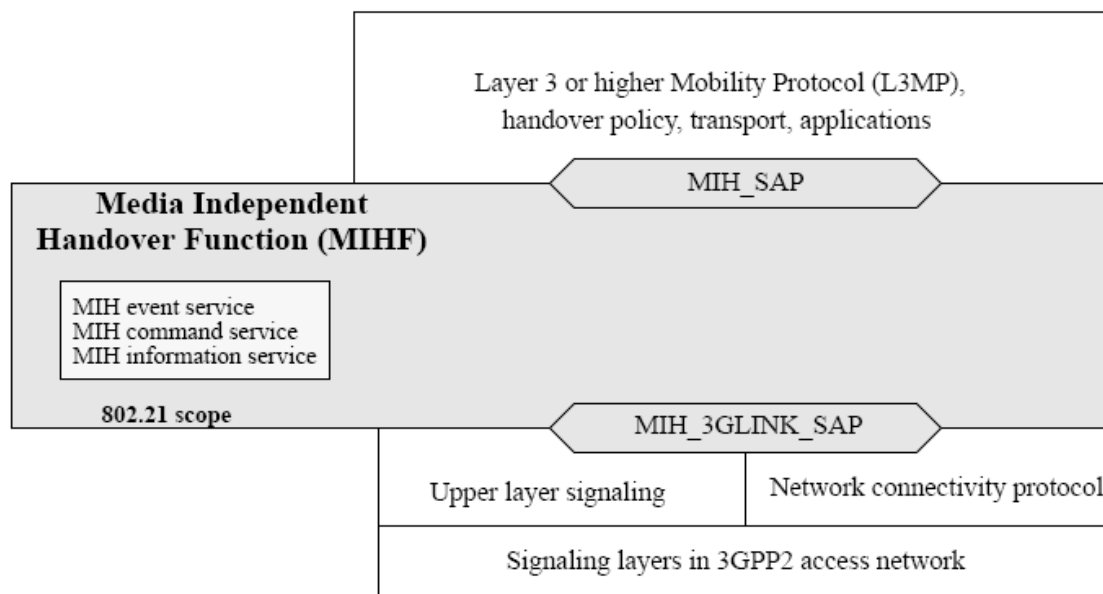 Layer 3 or higher Mobility Protocol (L3MP),
handover policy, transport, applications
MIH_SAP
Media Independent
Handover Function (MIHF)
MIH event service
MIH command service
MIH information service
802.21 scope
MIH_3GLINK_SAP
Upper layer signaling
Network connectivity protocol
Signaling layers in 3GPP2 access network